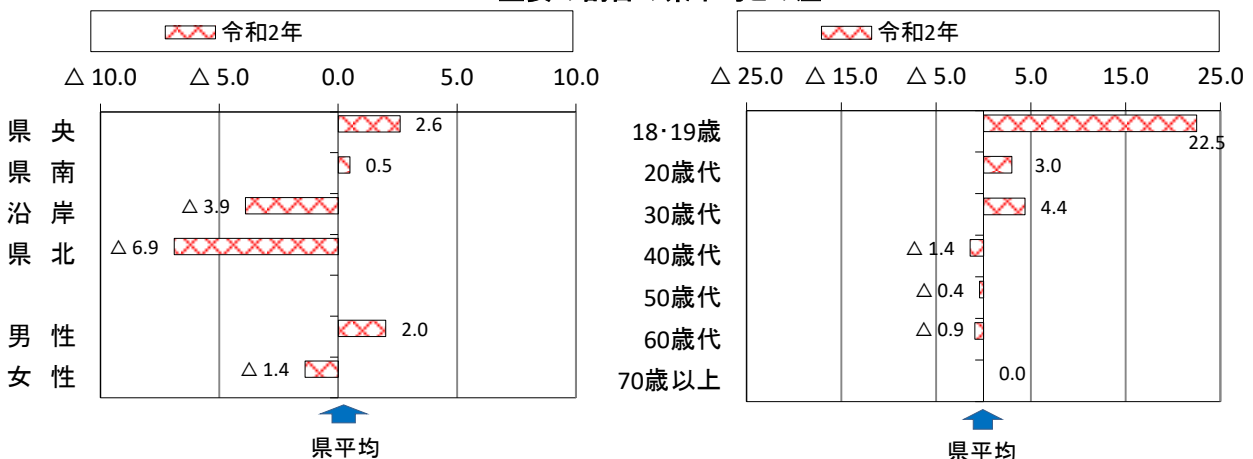 令和2年
△ 10.0 △ 5.0 0.0 5.0 10.0
県 央 2.6
県 南 0.5
沿 岸 △ 3.9
県 北 △ 6.9
男 性 2.0
女 性 △ 1.4
県平均
令和2年
△ 25.0 △ 15.0 △ 5.0 5.0 15.0 25.0
18･19歳 22.5
20歳代 3.0
30歳代 4.4
40歳代 △ 1.4
50歳代 △ 0.4
60歳代 △ 0.9
70歳以上 0.0
県平均